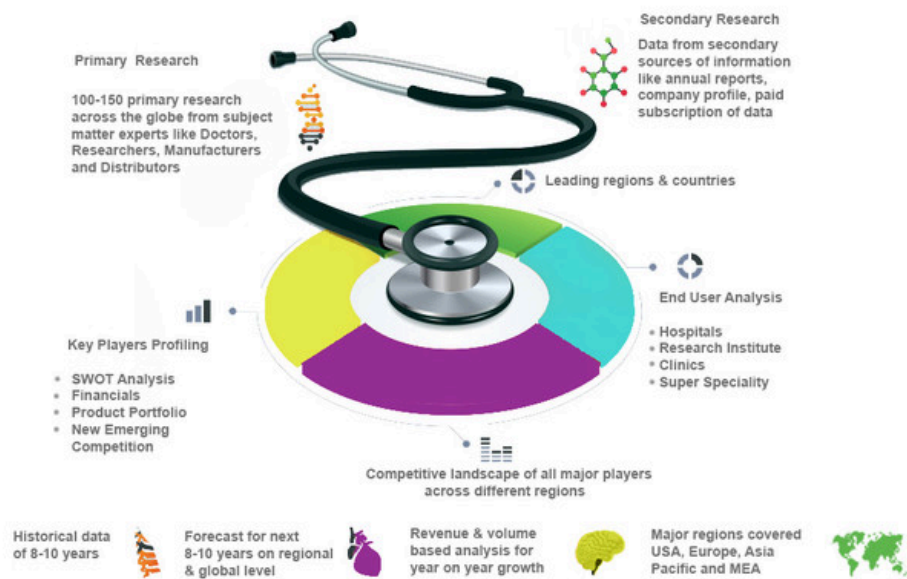 Secondary Research
Data from secondary
sources of information
like annual reports,
company profile, paid
subscription of data
Primary Research
100-150 primary research
across the globe from subject
matter experts like Doctors,
Researchers, Manufacturers
and Distributors
Leading regions & countries
End User Analysis
Hospitals
Research Institute
Clinics
Super Speciality
Key Players Profiling
SWOT Analysis
Financials
Product Portfolio
New Emerging
Competition
Competitive landscape of all major players
across different regions
Historical data
of 8-10 years
Forecast for next
8-10 years on regional
& global level
Revenue & volume
based analysis for
year on year growth
Major regions covered
USA, Europe, Asia
Pacific and MEA